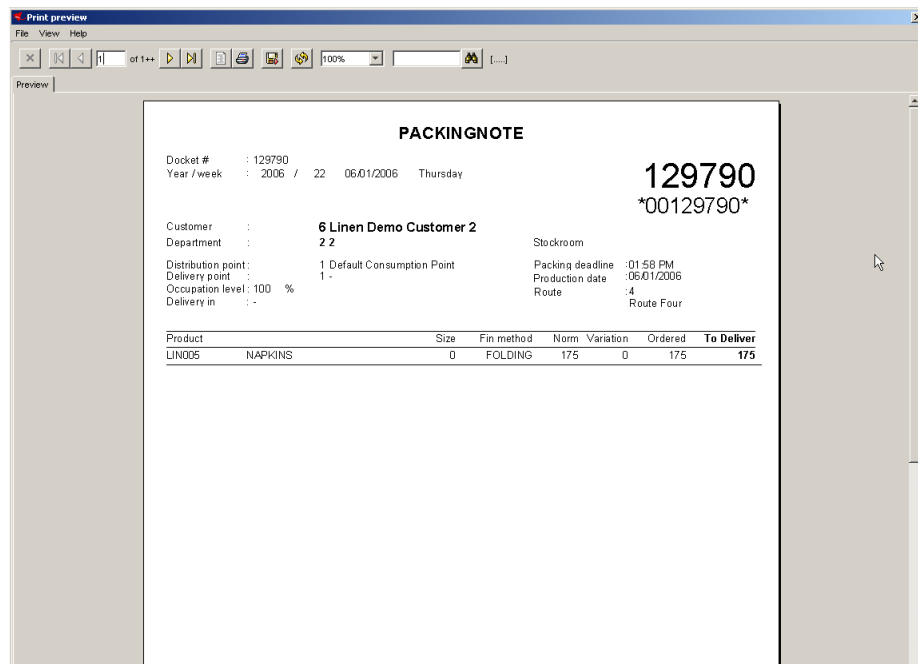 Print preview
File View Help
1 of 1++ 100% [.....]
Preview
PACKINGNOTE
Docket # : 129790
Year / week : 2006 / 22 06/01/2006 Thursday
129790
*00129790*
Customer : 6 Linen Demo Customer 2
Department : 2 2 Stockroom
Distribution point : 1 Default Consumption Point Packing deadline :01:58 PM
Delivery point : 1 - Production date :06/01/2006
Occupation level : 100 % Route :4
Delivery in : - Route Four
Product Size Fin method Norm Variation Ordered To Deliver
LIN005 NAPKINS 0 FOLDING 175 0 175 175